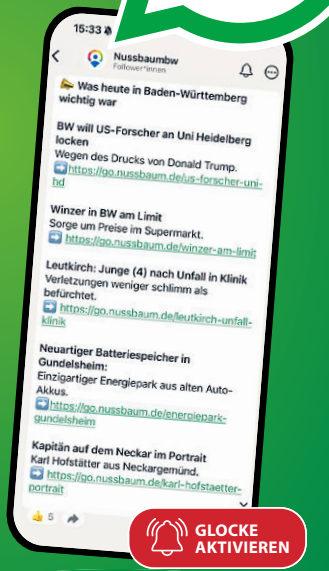 15:33
Nussbaumbw
Follower*innen
Was heute in Baden-Württemberg
wichtig war
BW will US-Forscher an Uni Heidelberg
locken
Wegen des Drucks von Donald Trump.
https://go.nussbaum.de/us-forscher-uni-
hd
Winzer in BW am Limit
Sorge um Preise im Supermarkt.
https://go.nussbaum.de/winzer-am-limit
Leutkirch: Junge (4) nach Unfall in Klinik
Verletzungen weniger schlimm als
befürchtet.
https://go.nussbaum.de/leutkirch-unfall-
klinik
Neuartiger Batteriespeicher in
Gundelsheim:
Einzigartiger Energiepark aus alten Auto-
Akkus.
https://go.nussbaum.de/energiepark-
gundelsheim
Kapitän auf dem Neckar im Portrait
Karl Hofstätter aus Neckargemünd.
https://go.nussbaum.de/karl-hofstaetter-
portrait
5
GLOCKE
AKTIVIEREN